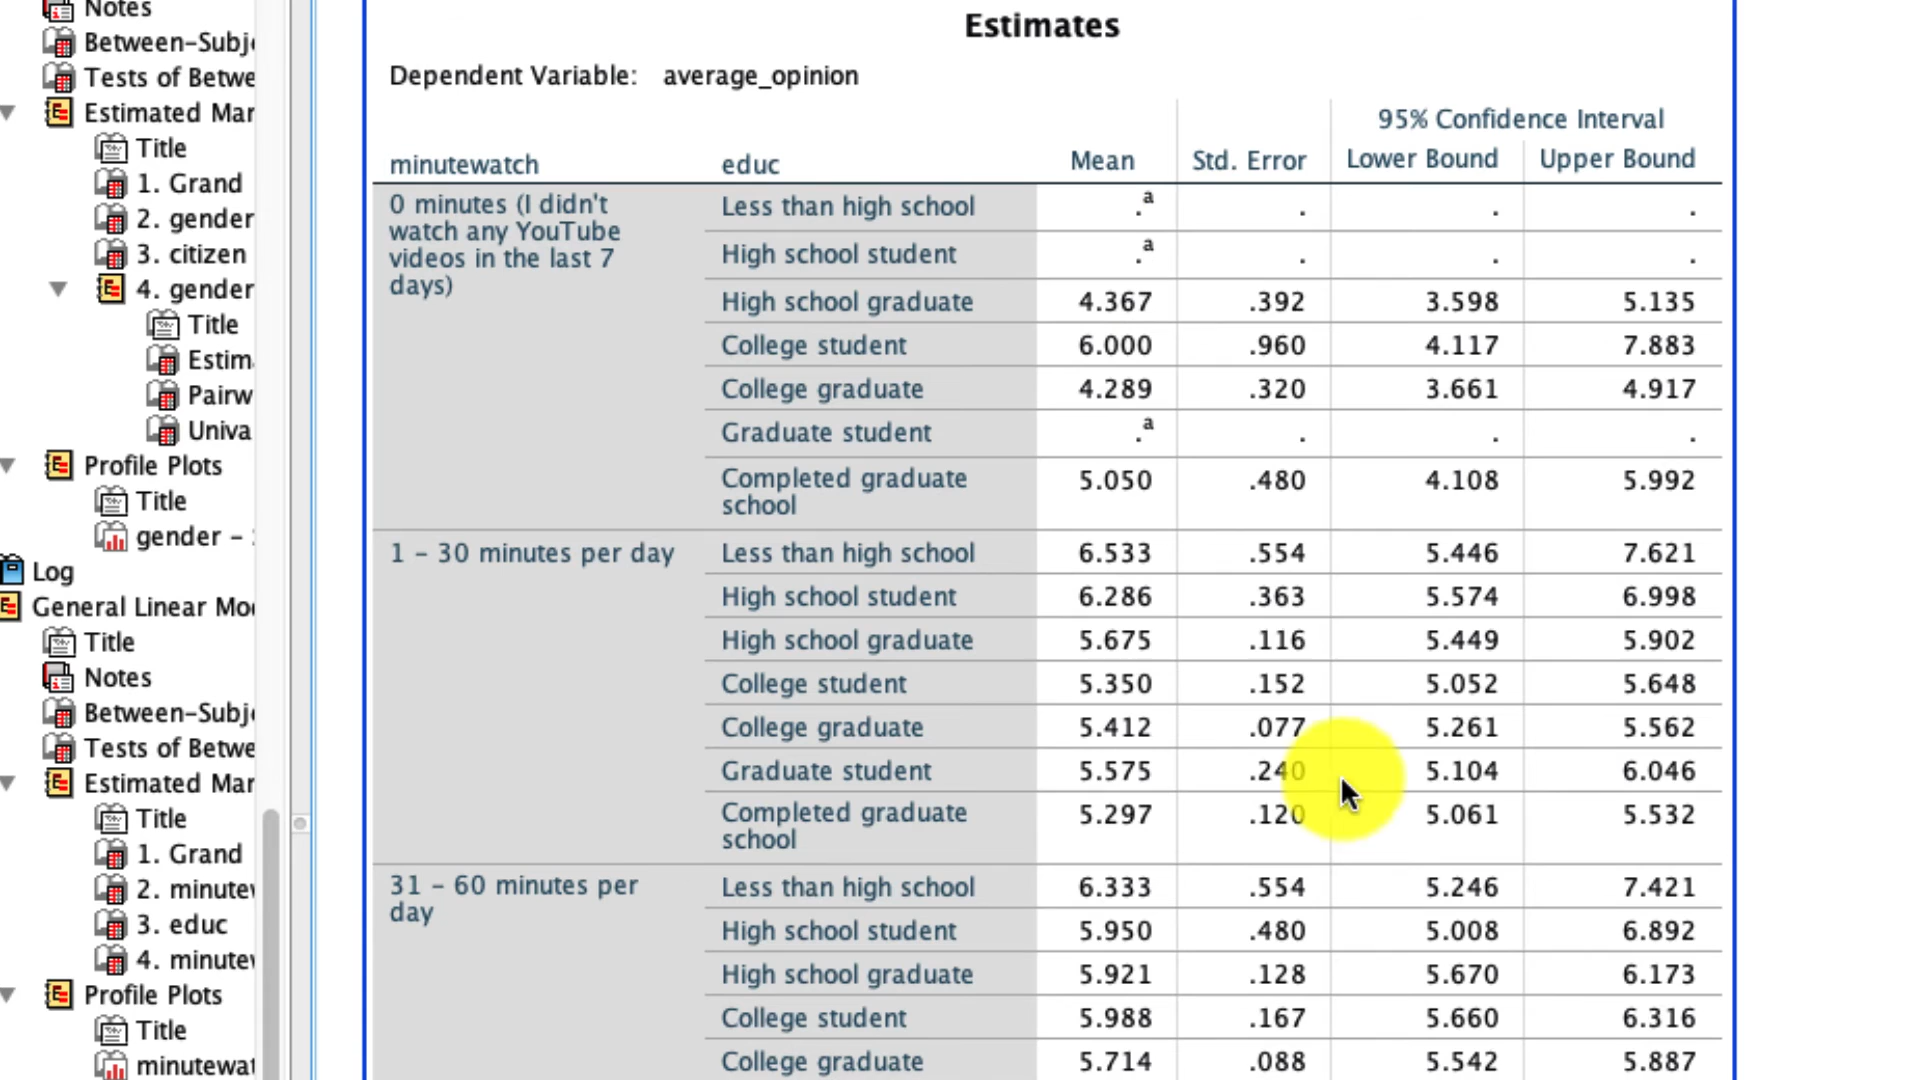 Notes
Between-Subj
Tests of Betwe
Estimated Mar
Title
1. Grand
2. gender
3. citizen
4. gender
Title
Estim
Pairw
Univa
Profile Plots
Title
gender -
Log
General Linear Mo
Title
Notes
Between-Subj
Tests of Betwe
Estimated Mar
Title
1. Grand
2. minute
3. educ
4. minute
Profile Plots
Title
minutewat
Estimates
Dependent Variable: average_opinion
95% Confidence Interval
minutewatch educ Mean Std. Error Lower Bound Upper Bound
0 minutes (I didn't
watch any YouTube
videos in the last 7
days)
Less than high school .a . . .
High school student .a . . .
High school graduate 4.367 .392 3.598 5.135
College student 6.000 .960 4.117 7.883
College graduate 4.289 .320 3.661 4.917
Graduate student .a . . .
Completed graduate
school 5.050 .480 4.108 5.992
1 – 30 minutes per day Less than high school 6.533 .554 5.446 7.621
High school student 6.286 .363 5.574 6.998
High school graduate 5.675 .116 5.449 5.902
College student 5.350 .152 5.052 5.648
College graduate 5.412 .077 5.261 5.562
Graduate student 5.575 .240 5.104 6.046
Completed graduate
school 5.297 .120 5.061 5.532
31 – 60 minutes per
day
Less than high school 6.333 .554 5.246 7.421
High school student 5.950 .480 5.008 6.892
High school graduate 5.921 .128 5.670 6.173
College student 5.988 .167 5.660 6.316
College graduate 5.714 .088 5.542 5.887